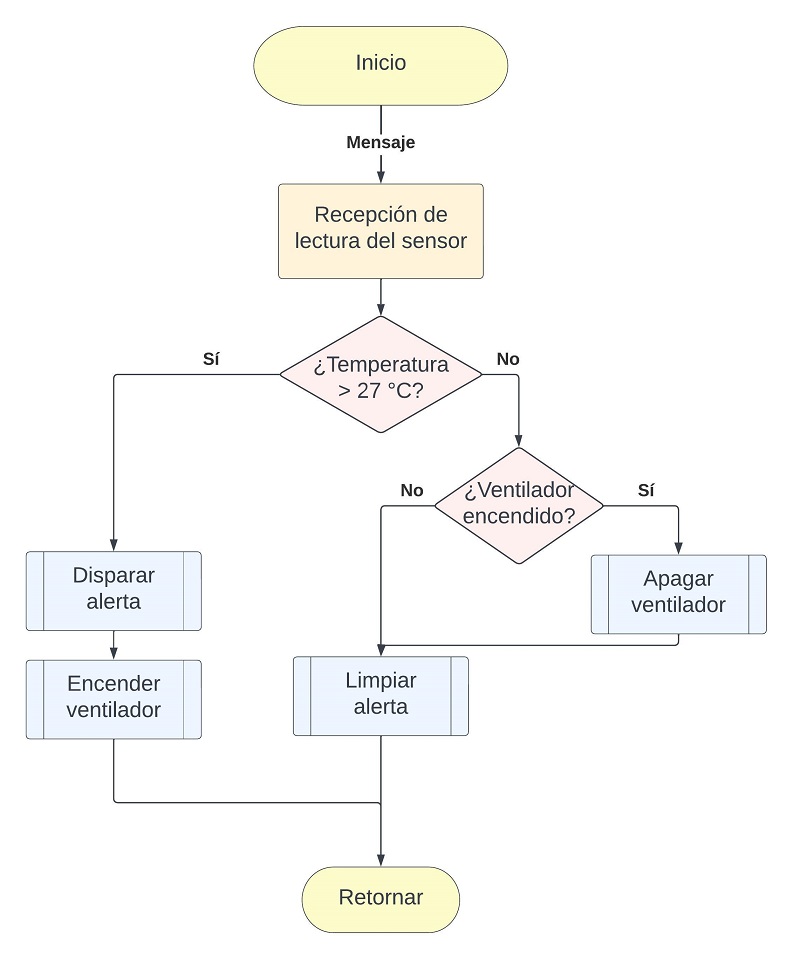 Inicio
Mensaje
Recepción de
lectura del sensor
¿Temperatura
> 27 °C?
Sí
No
¿Ventilador
encendido?
No
Sí
Disparar
alerta
Apagar
ventilador
Encender
ventilador
Limpiar
alerta
Retornar